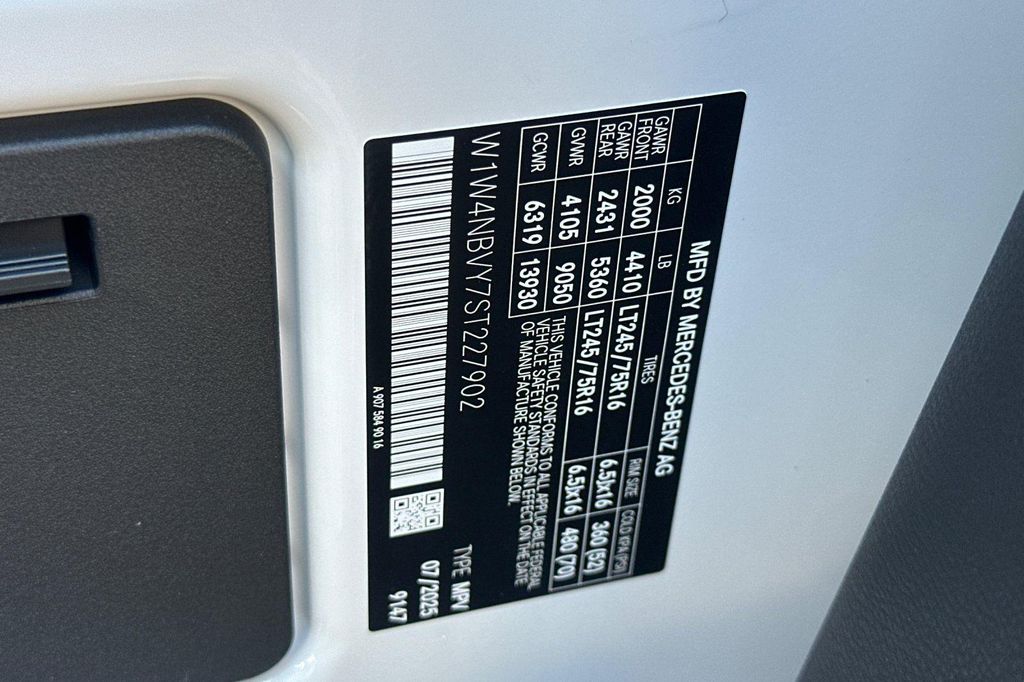 MFD BY MERCEDES-BENZ AG
KG LB TIRES RIM SIZE COLD KPA (PSI)
GAWR FRONT 2000 4410 LT245/75R16 6.5Jx16 360 (52)
GAWR REAR 2431 5360 LT245/75R16 6.5Jx16 480 (70)
GVWR 4105 9050
GCWR 6319 13930
THIS VEHICLE CONFORMS TO ALL APPLICABLE FEDERAL
VEHICLE SAFETY STANDARDS IN EFFECT ON THE DATE
OF MANUFACTURE SHOWN BELOW.
W1W4NBVY7ST227902
TYPE MPV
07/2025
9147
A 907 584 90 16